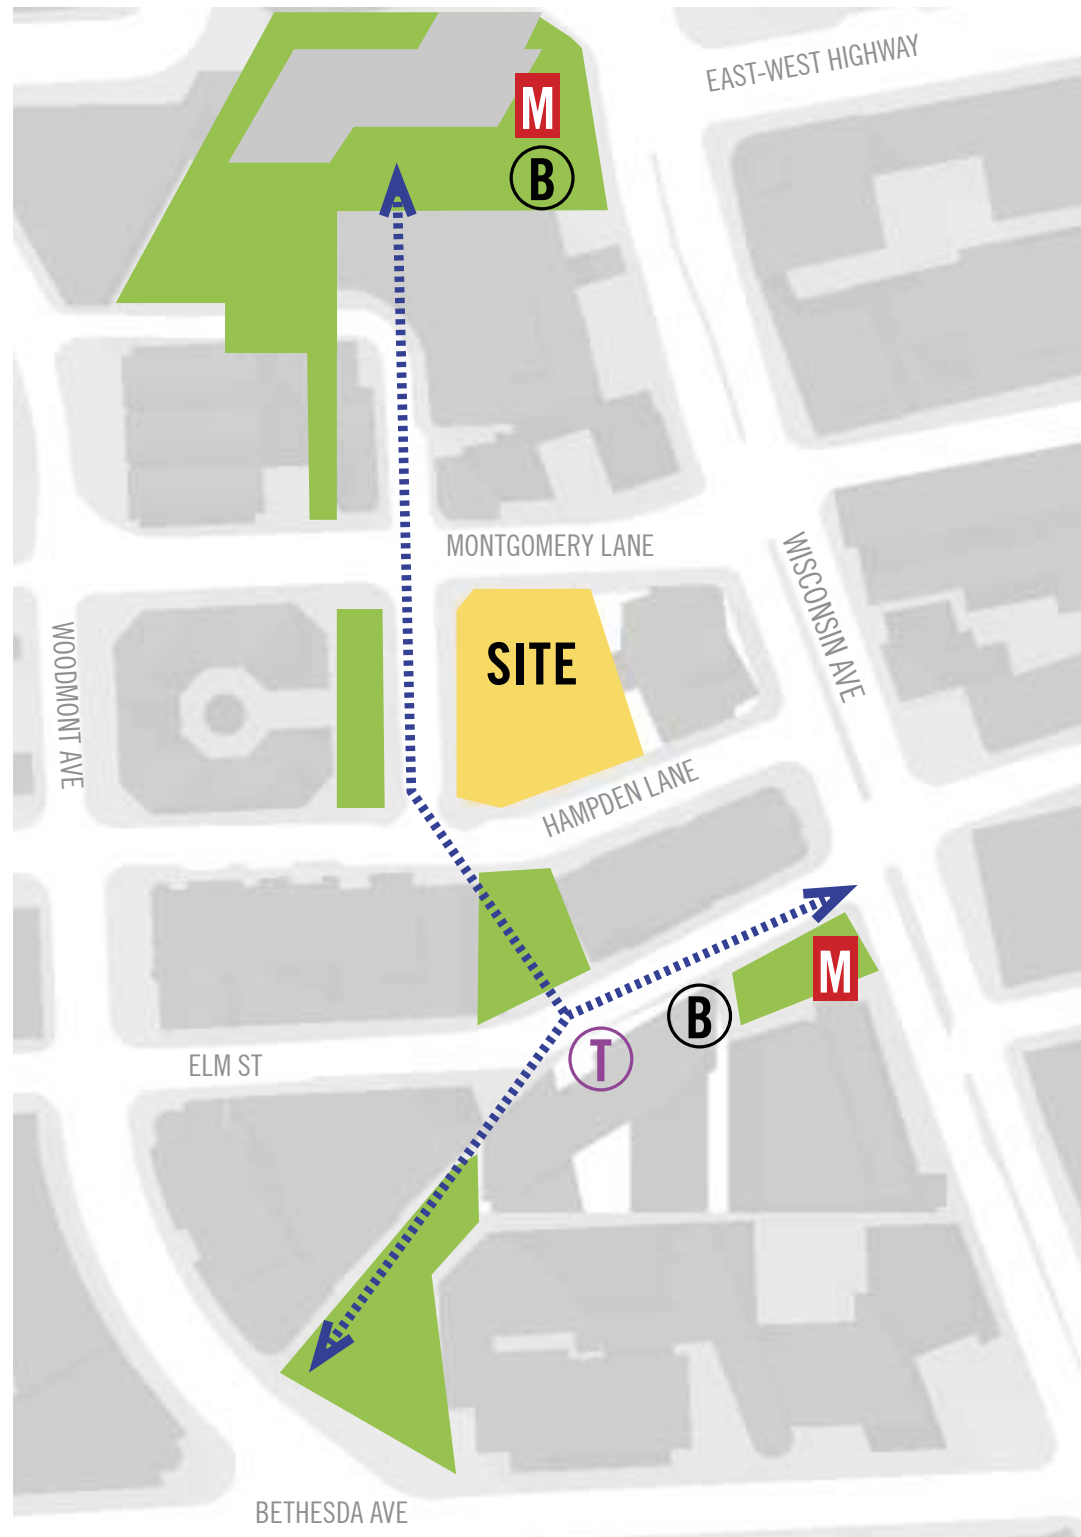 EAST-WEST HIGHWAY
M
B
MONTGOMERY LANE
WISCONSIN AVE
WOODMONT AVE
SITE
HAMPDEN LANE
M
B
T
ELM ST
BETHESDA AVE